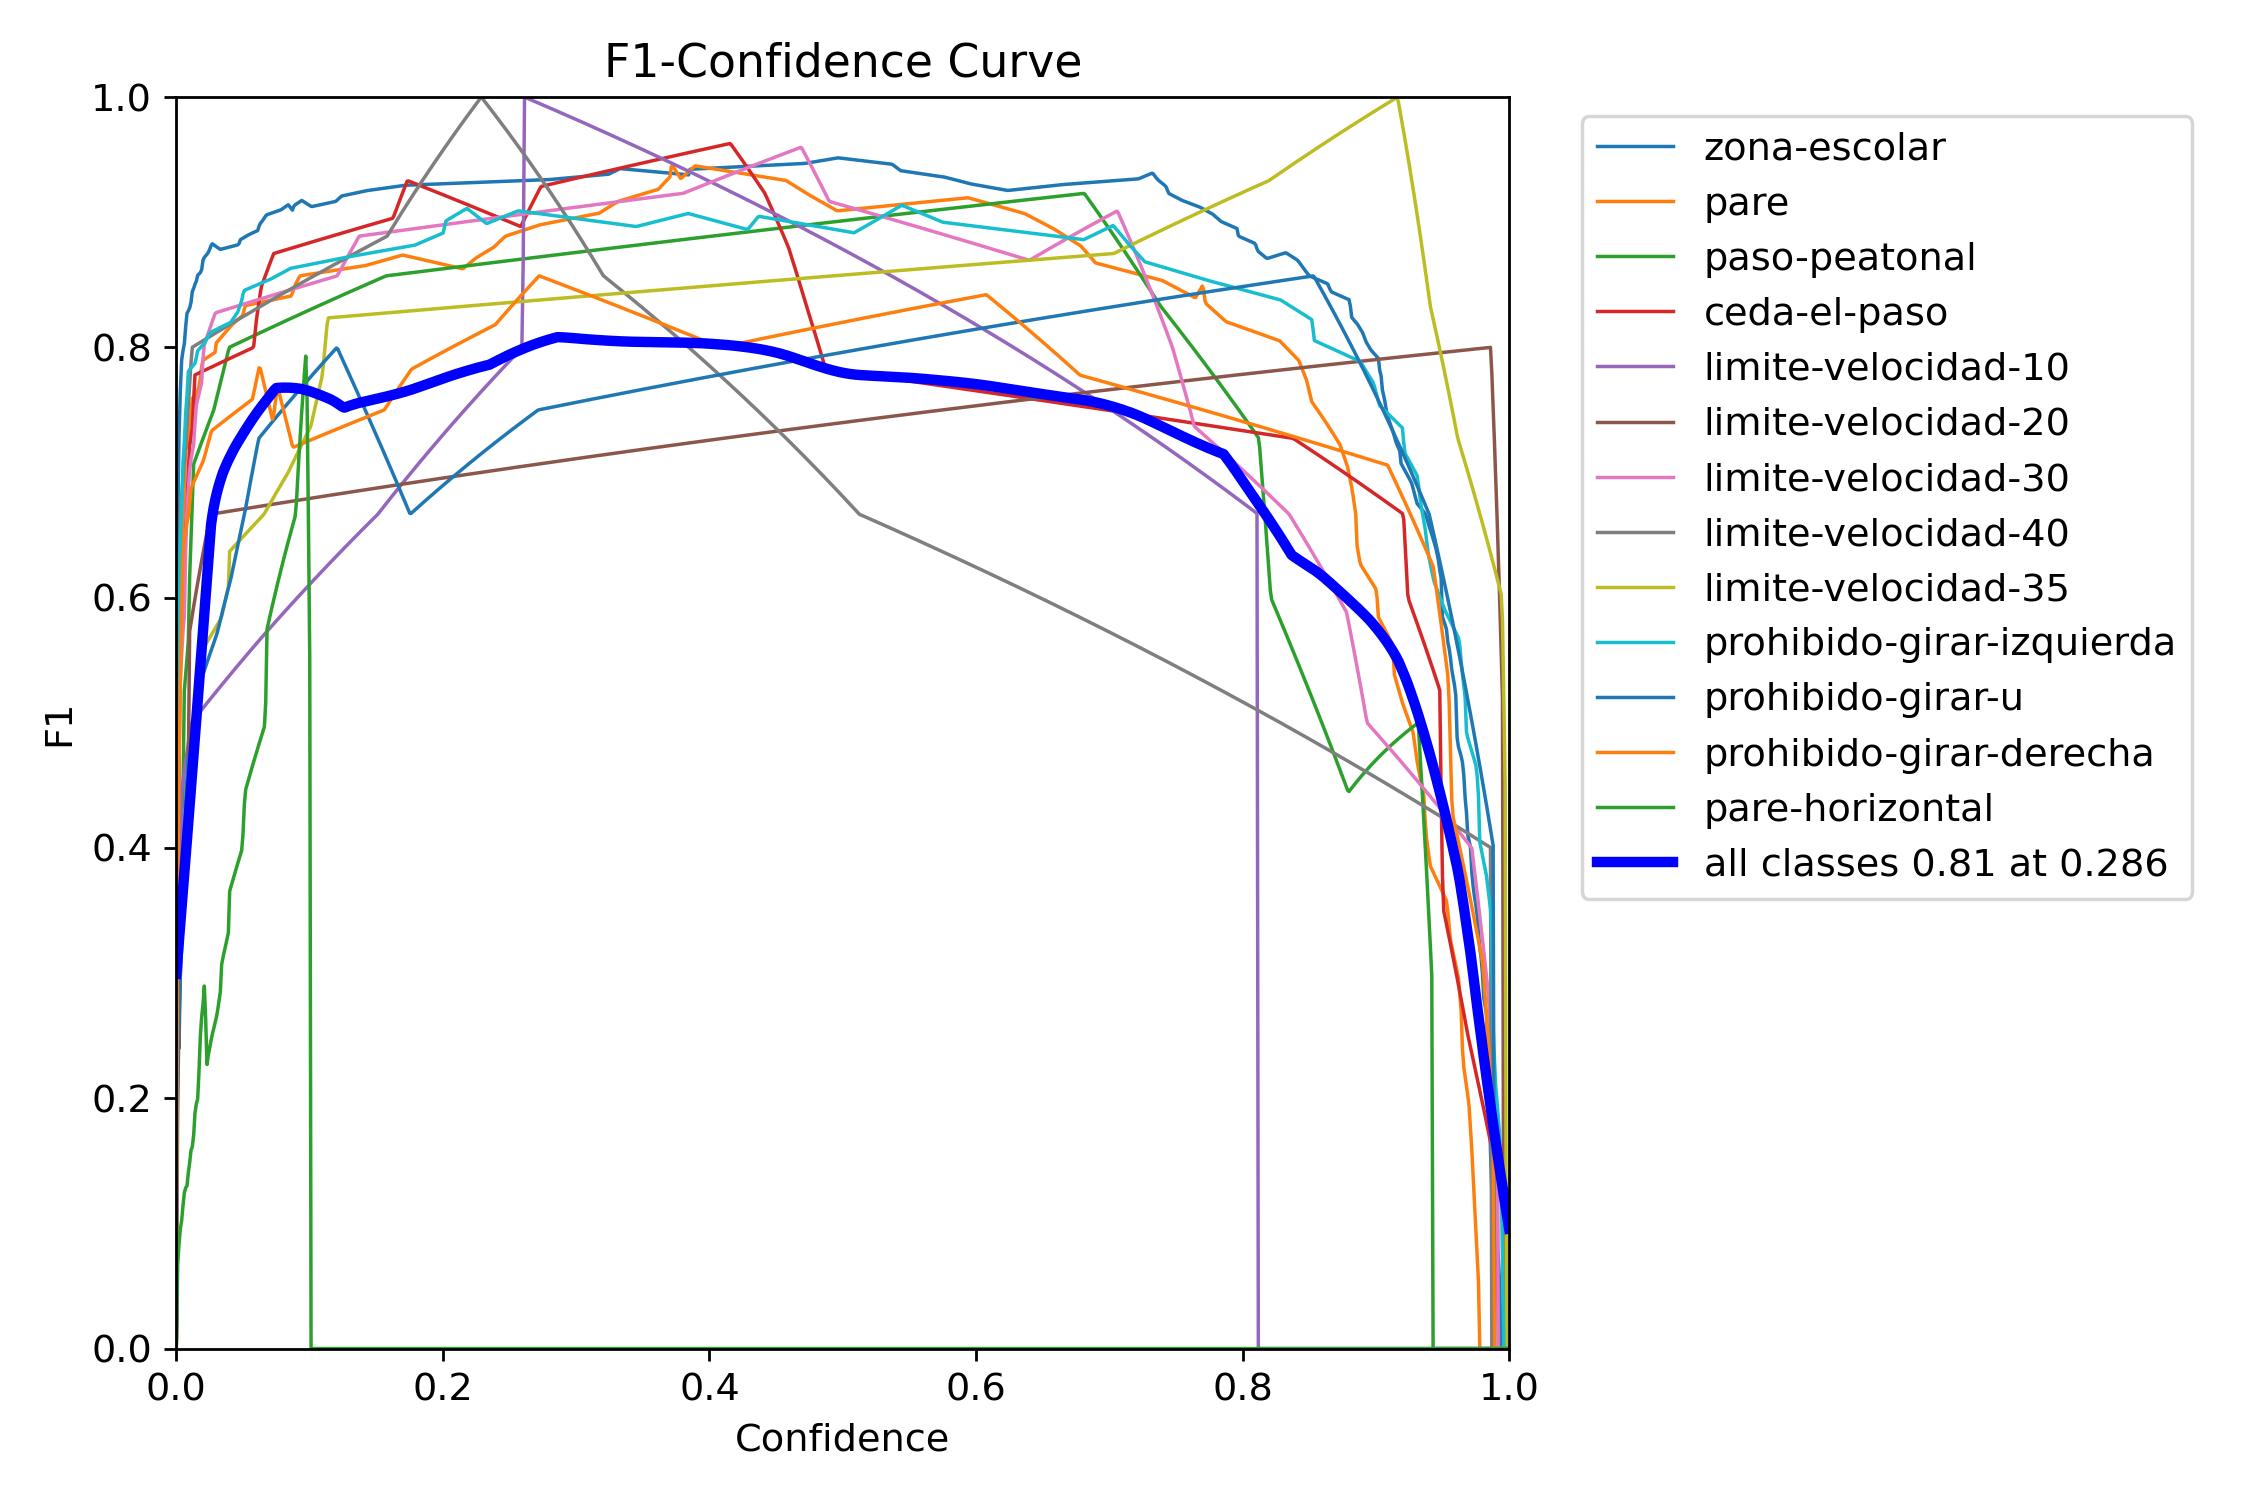 F1-Confidence Curve
1.0
0.8
0.6
0.4
0.2
0.0
F1
0.0 0.2 0.4 0.6 0.8 1.0
Confidence
zona-escolar
pare
paso-peatonal
ceda-el-paso
limite-velocidad-10
limite-velocidad-20
limite-velocidad-30
limite-velocidad-40
limite-velocidad-35
prohibido-girar-izquierda
prohibido-girar-u
prohibido-girar-derecha
pare-horizontal
all classes 0.81 at 0.286